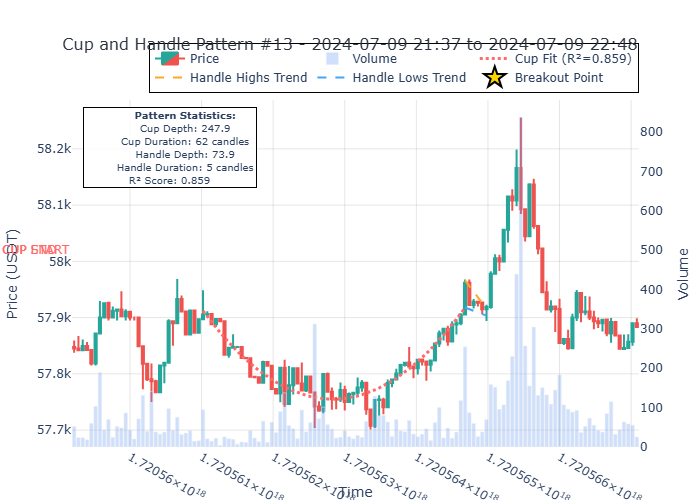 Cup and Handle Pattern #13 - 2024-07-09 21:37 to 2024-07-09 22:48
Price
Volume
Cup Fit (R²=0.859)
Handle Highs Trend
Handle Lows Trend
Breakout Point
Pattern Statistics:
Cup Depth: 247.9
Cup Duration: 62 candles
Handle Depth: 73.9
Handle Duration: 5 candles
R² Score: 0.859
58.2k
58.1k
58k
57.9k
57.8k
57.7k
Price (USDT)
800
700
600
500
400
300
200
100
0
Volume
1.72056×10¹⁸
1.720561×10¹⁸
1.720562×10¹⁸
1.720563×10¹⁸
1.720564×10¹⁸
1.720565×10¹⁸
1.720566×10¹⁸
Time